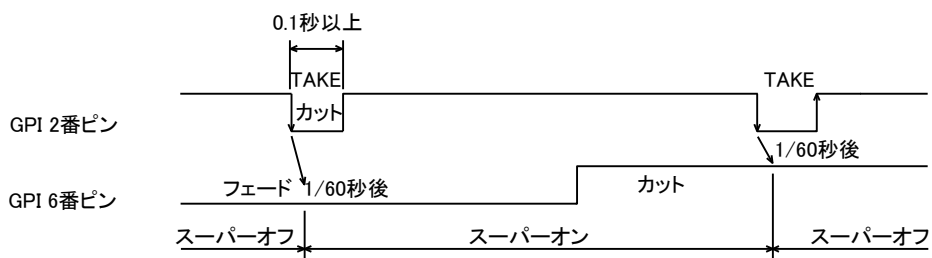 0.1秒以上
TAKE
TAKE
カット
GPI 2番ピン
1/60秒後
フェード
1/60秒後
カット
GPI 6番ピン
スーパーオフ
スーパーオン
スーパーオフ